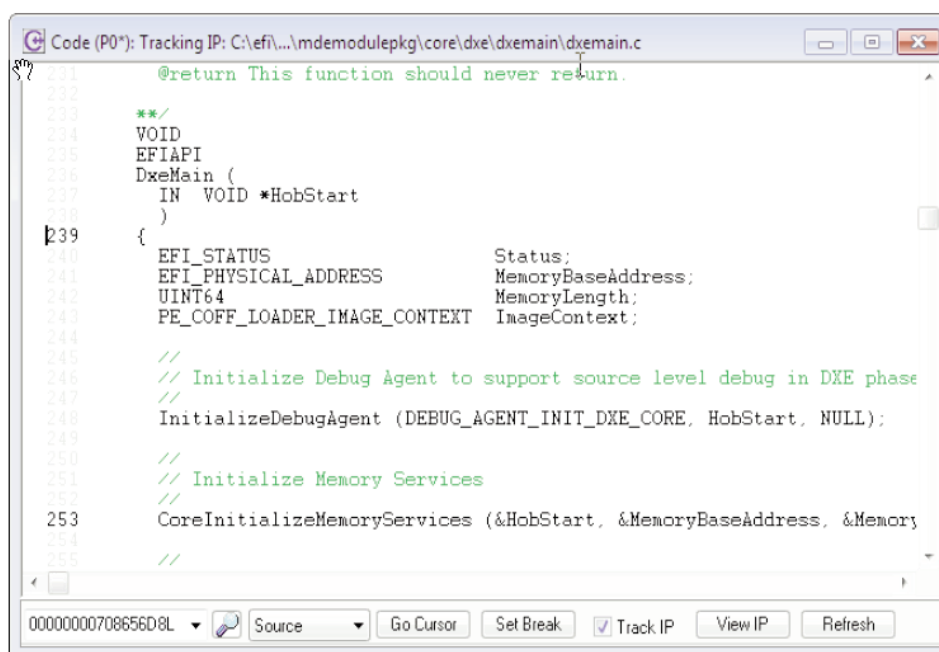 Code (P0*): Tracking IP: C:\efi\...\mdemodulepkg\core\dxe\dxemain\dxemain.c
231 @return This function should never return.
232
233 **/
234 VOID
235 EFIAPI
236 DxeMain (
237 IN VOID *HobStart
238 )
239 {
240 EFI_STATUS Status;
241 EFI_PHYSICAL_ADDRESS MemoryBaseAddress;
242 UINT64 MemoryLength;
243 PE_COFF_LOADER_IMAGE_CONTEXT ImageContext;
244
245 //
246 // Initialize Debug Agent to support source level debug in DXE phase
247 //
248 InitializeDebugAgent (DEBUG_AGENT_INIT_DXE_CORE, HobStart, NULL);
249
250 //
251 // Initialize Memory Services
252 //
253 CoreInitializeMemoryServices (&HobStart, &MemoryBaseAddress, &Memory
254
255 //
00000000708656D8L Source Go Cursor Set Break Track IP View IP Refresh